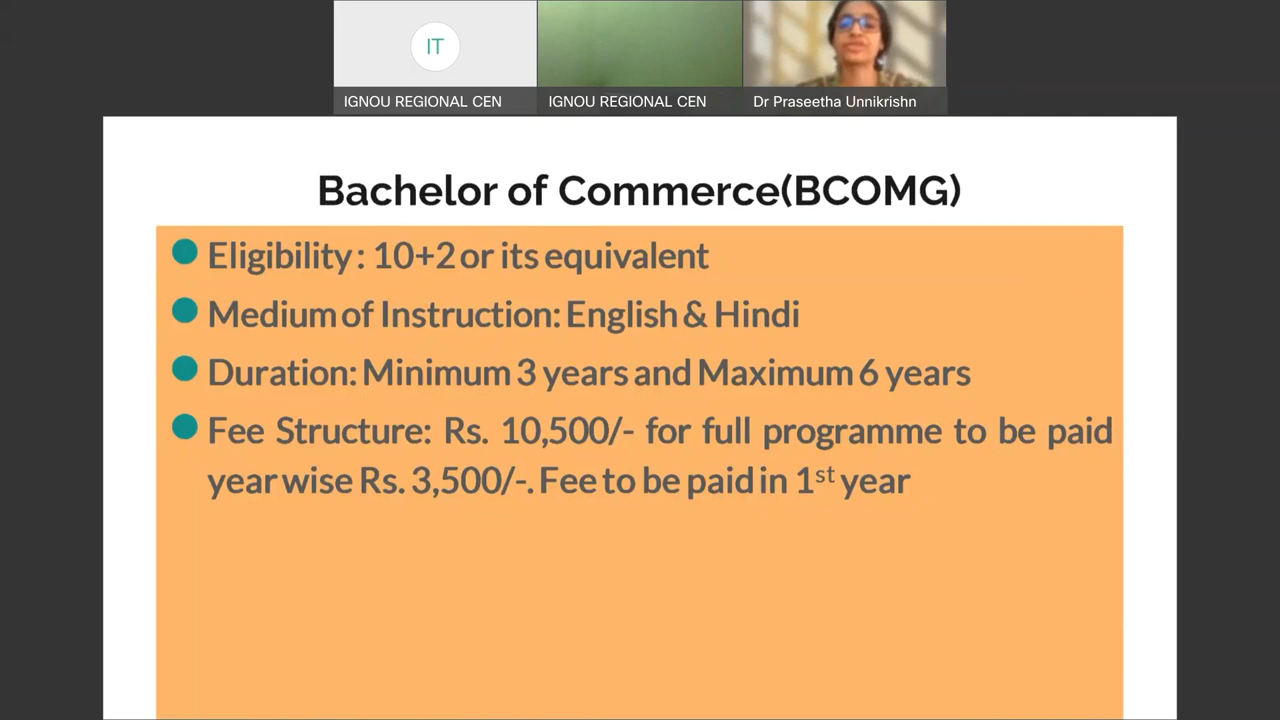 IT
IGNOU REGIONAL CEN
IGNOU REGIONAL CEN
Dr Praseetha Unnikrishn
Bachelor of Commerce(BCOMG)
Eligibility : 10+2 or its equivalent
Medium of Instruction: English & Hindi
Duration: Minimum 3 years and Maximum 6 years
Fee Structure: Rs. 10,500/- for full programme to be paid
year wise Rs. 3,500/-. Fee to be paid in 1st year